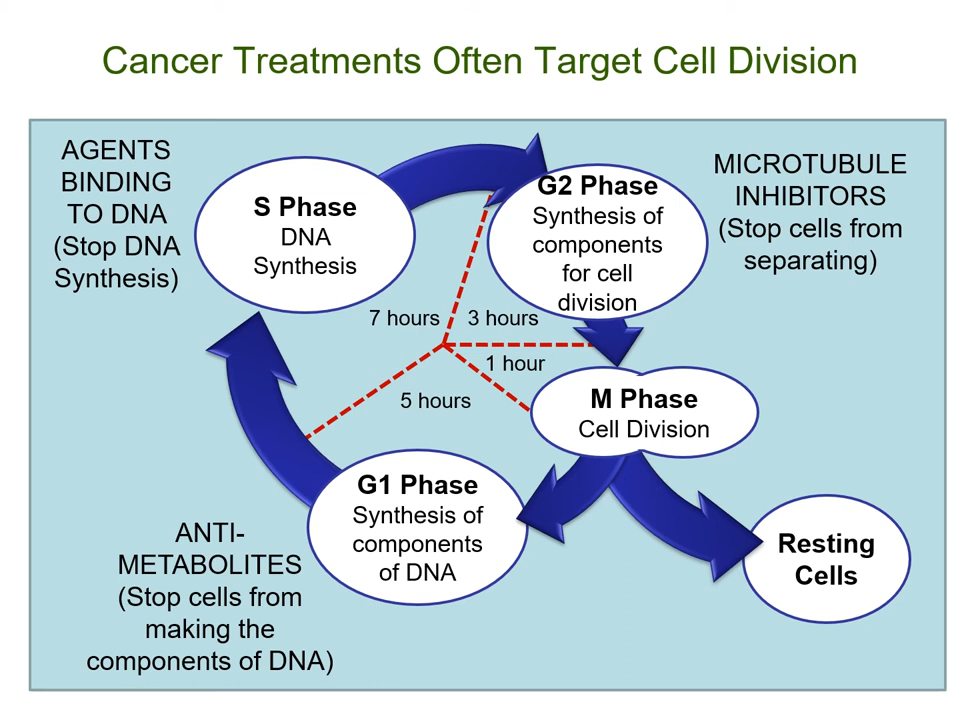 Cancer Treatments Often Target Cell Division
AGENTS
BINDING
TO DNA
(Stop DNA
Synthesis)
S Phase
DNA
Synthesis
G2 Phase
Synthesis of
components
for cell
division
MICROTUBULE
INHIBITORS
(Stop cells from
separating)
7 hours
3 hours
1 hour
5 hours
M Phase
Cell Division
G1 Phase
Synthesis of
components
of DNA
Resting
Cells
ANTI-
METABOLITES
(Stop cells from
making the
components of DNA)